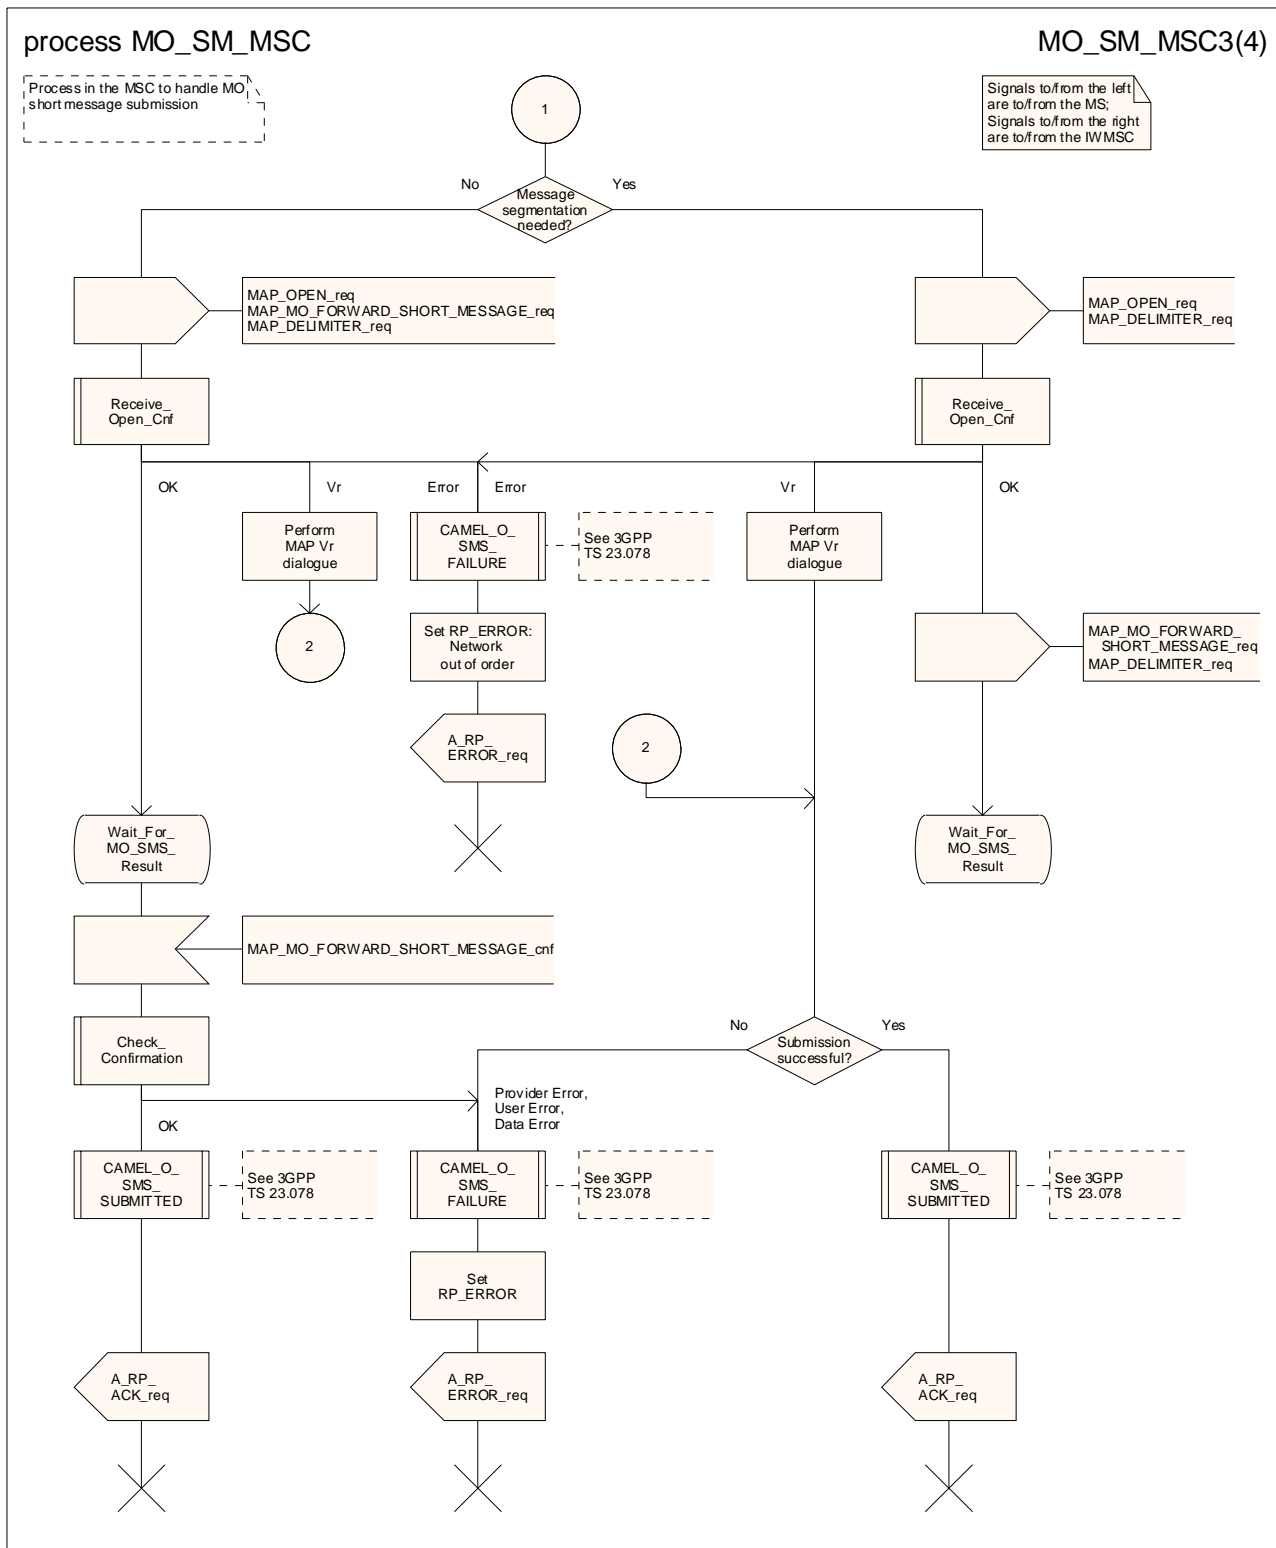 process MO_SM_MSC
MO_SM_MSC3(4)
Process in the MSC to handle MO
short message submission
1
Signals to/from the left
are to/from the MS;
Signals to/from the right
are to/from the IWMSC
No
Yes
Message
segmentation
needed?
MAP_OPEN_req
MAP_MO_FORWARD_SHORT_MESSAGE_req
MAP_DELIMITER_req
MAP_OPEN_req
MAP_DELIMITER_req
Receive_
Open_Cnf
Receive_
Open_Cnf
OK
Vr
Error
Error
Vr
OK
Perform
MAP Vr
dialogue
CAMEL_O_
SMS_
FAILURE
See 3GPP
TS 23.078
Perform
MAP Vr
dialogue
2
Set RP_ERROR:
Network
out of order
MAP_MO_FORWARD_
SHORT_MESSAGE_req
MAP_DELIMITER_req
A_RP_
ERROR_req
2
Wait_For_
MO_SMS_
Result
Wait_For_
MO_SMS_
Result
MAP_MO_FORWARD_SHORT_MESSAGE_cnf
Check_
Confirmation
No
Yes
Submission
successful?
Provider Error,
User Error,
Data Error
OK
CAMEL_O_
SMS_
SUBMITTED
See 3GPP
TS 23.078
CAMEL_O_
SMS_
FAILURE
See 3GPP
TS 23.078
CAMEL_O_
SMS_
SUBMITTED
See 3GPP
TS 23.078
Set
RP_ERROR
A_RP_
ACK_req
A_RP_
ERROR_req
A_RP_
ACK_req